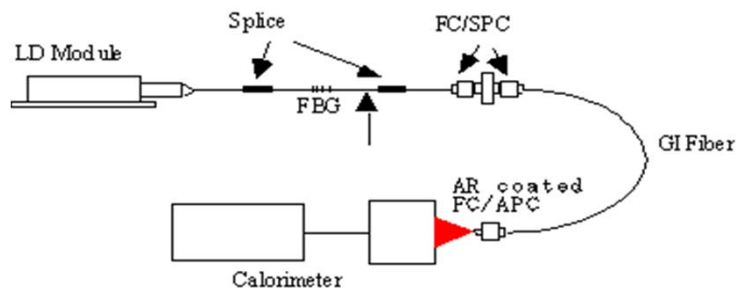 Splice
FC/SPC
LD Module
FBG
GI Fiber
AR coated
FC/APC
Calorimeter